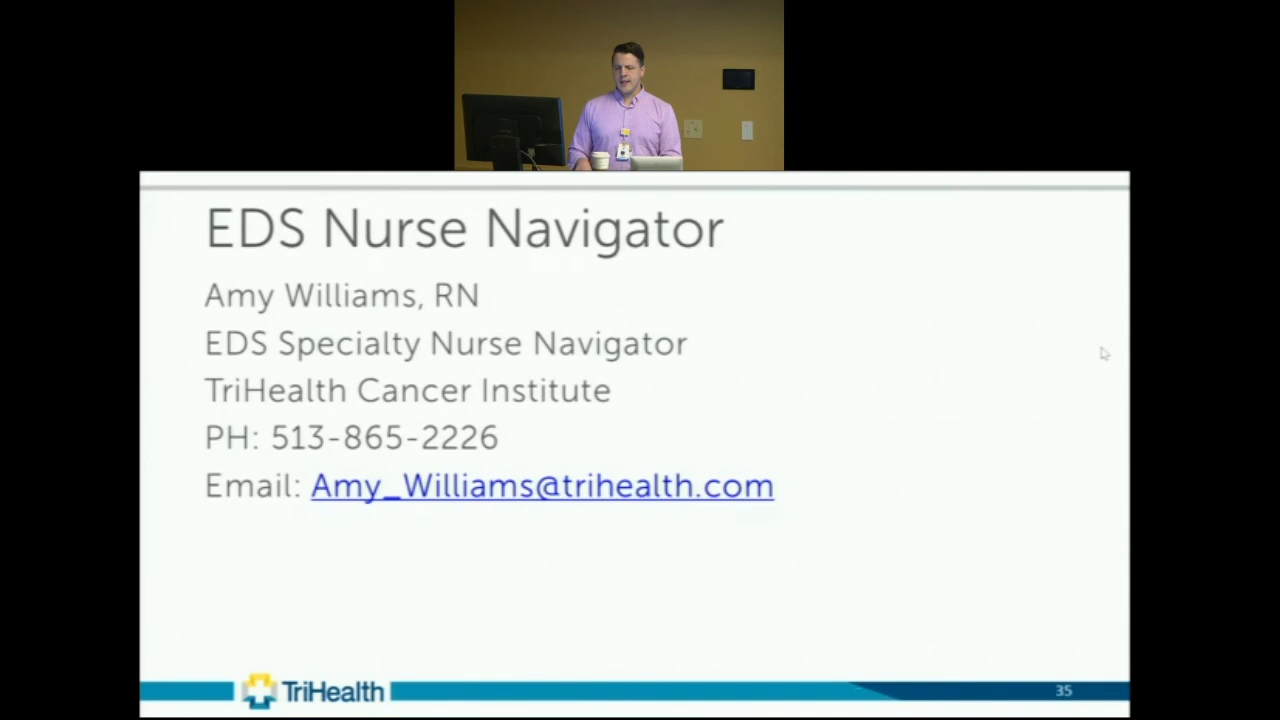 EDS Nurse Navigator
Amy Williams, RN
EDS Specialty Nurse Navigator
TriHealth Cancer Institute
PH: 513-865-2226
Email: Amy_Williams@trihealth.com
TriHealth
35